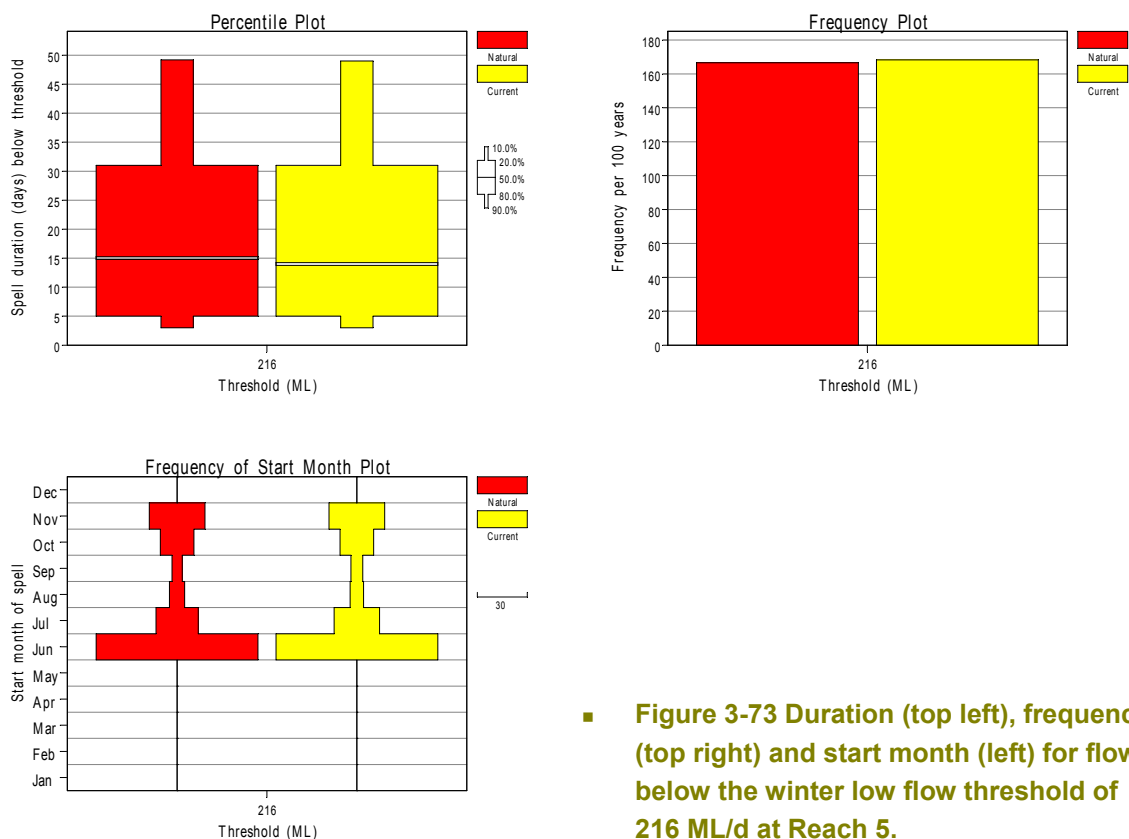 Percentile Plot
50
45
40
35
30
25
20
15
10
5
0
Spell duration (days) below threshold
216
Threshold (ML)
Natural
Current
10.0%
20.0%
50.0%
80.0%
90.0%
Frequency Plot
180
160
140
120
100
80
60
40
20
0
Frequency per 100 years
216
Threshold (ML)
Natural
Current
Frequency of Start Month Plot
Dec
Nov
Oct
Sep
Aug
Jul
Jun
May
Apr
Mar
Feb
Jan
Start month of spell
216
Threshold (ML)
Natural
Current
30
▪ Figure 3-73 Duration (top left), frequenc
(top right) and start month (left) for flow
below the winter low flow threshold of
216 ML/d at Reach 5.